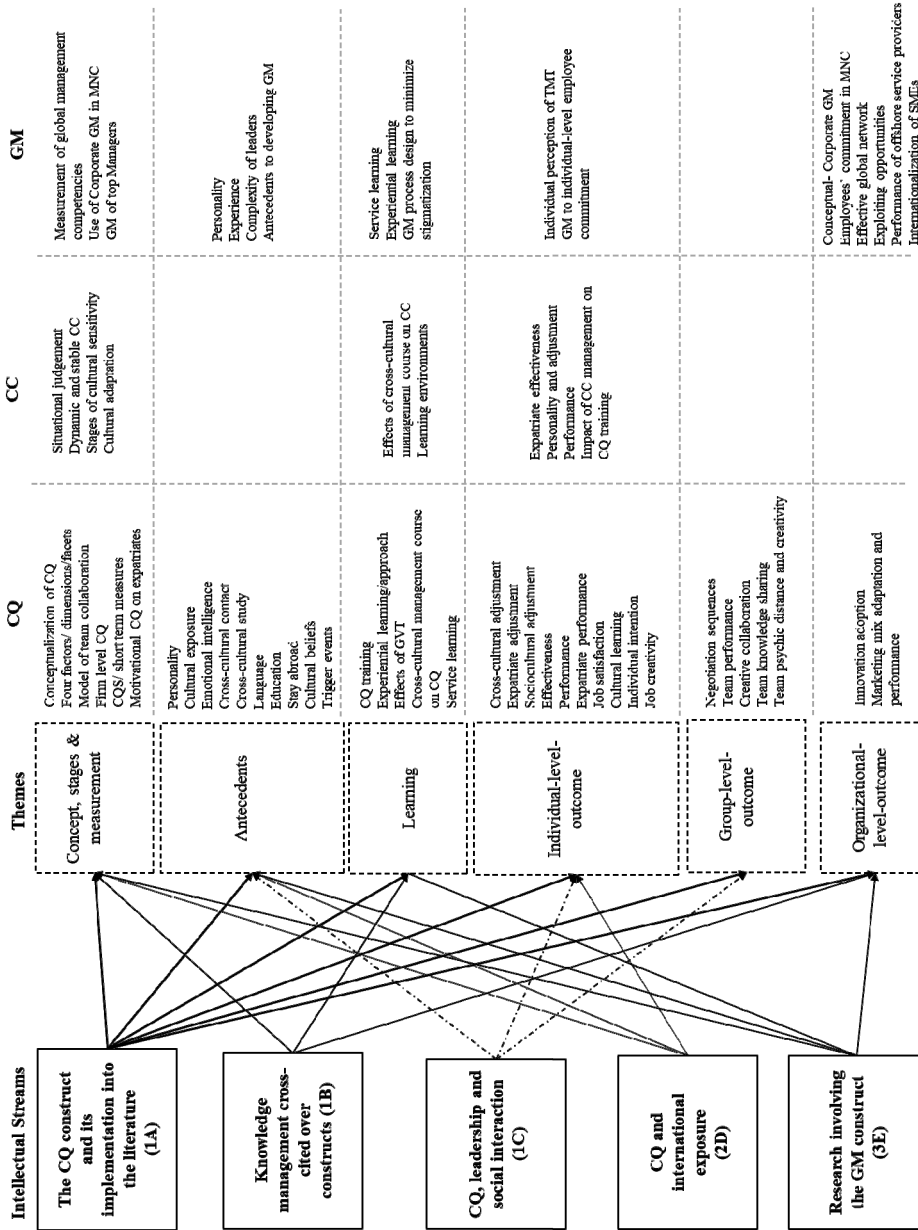 Intellectual Streams
Themes
CQ
CC
GM
The CQ construct
and its
implementation into
the literature
(1A)
Knowledge
management cross-
cited over
constructs (1B)
CQ, leadership and
social interaction
(1C)
CQ and
international
exposure
(2D)
Research involving
the GM construct
(3E)
Concept, stages &
measurement
Conceptualization of CQ
Four factors/ dimensions/facets
Model of team collaboration
Firm level CQ
CQS/ short term measures
Motivational CQ on expatriates
Situational judgement
Dynamic and stable CC
Stages of cultural sensitivity
Cultural adaptation
Measurement of global management
competencies
Use of Corporate GM in MNC
GM of top Managers
Antecedents
Personality
Cultural exposure
Emotional intelligence
Cross-cultural contact
Cross-cultural study
Language
Education
Stay abroad
Cultural beliefs
Trigger events
Personality
Experience
Complexity of leaders
Antecedents to developing GM
Learning
CQ training
Experiential learning/approach
Effects of GVT
Cross-cultural management course
on CQ
Service learning
Effects of cross-cultural
management course on CC
Learning environments
Service learning
Experiential learning
GM process design to minimize
stigmatization
Individual-level-
outcome
Cross-cultural adjustment
Expatriate adjustment
Sociocultural adjustment
Effectiveness
Performance
Expatriate performance
Job satisfaction
Cultural learning
Individual intention
Job creativity
Expatriate effectiveness
Personality and adjustment
Performance
Impact of CC management on
CQ training
Individual perception of TMT
GM to individual-level employee
commitment
Group-level-
outcome
Negotiation sequences
Team performance
Creative collaboration
Team knowledge sharing
Team psychic distance and creativity
Organizational-
level-outcome
Innovation acoption
Marketing mix adaptation and
performance
Conceptual- Corporate GM
Employees' commitment in MNC
Effective global network
Exploiting opportunities
Performance of offshore service providers
Internationalization of SMEs